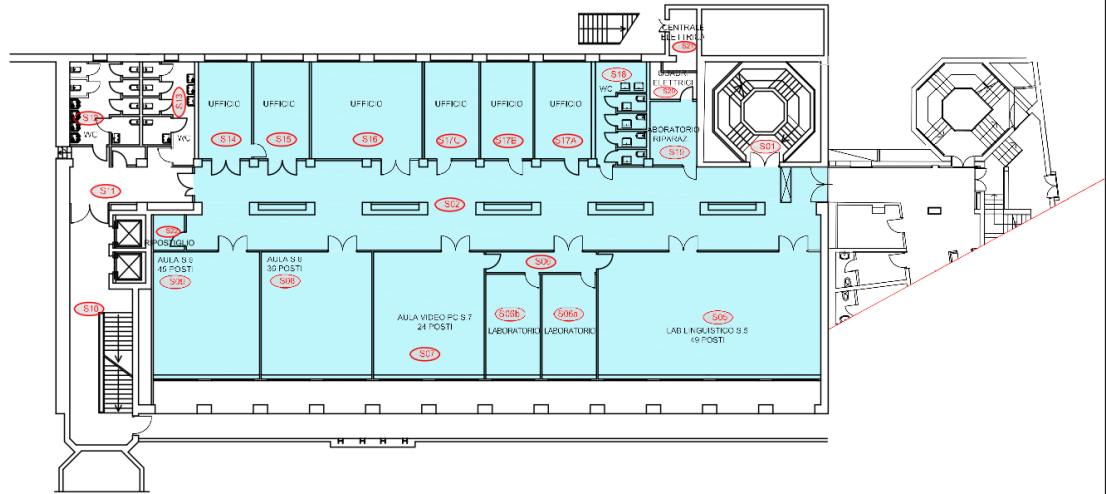 CENTRALE
ELETTRICA
S21
QUADRI
ELETTRICI
S20
S18
WC
S12
WC
S13
WC
UFFICIO
S14
UFFICIO
S15
UFFICIO
S16
UFFICIO
S17C
UFFICIO
UFFICIO
S17A
LABORATORIO
RIPARAZ
S19
S01
S11
S02
S22
RIPOSTIGLIO
AULA S.9
45 POSTI
S09
AULA S.8
36 POSTI
S08
S06
S10
AULA VIDEO PC S.7
24 POSTI
S07
S06b
LABORATORIO
S06a
LABORATORIO
S05
LAB LINGUISTICO S.5
49 POSTI